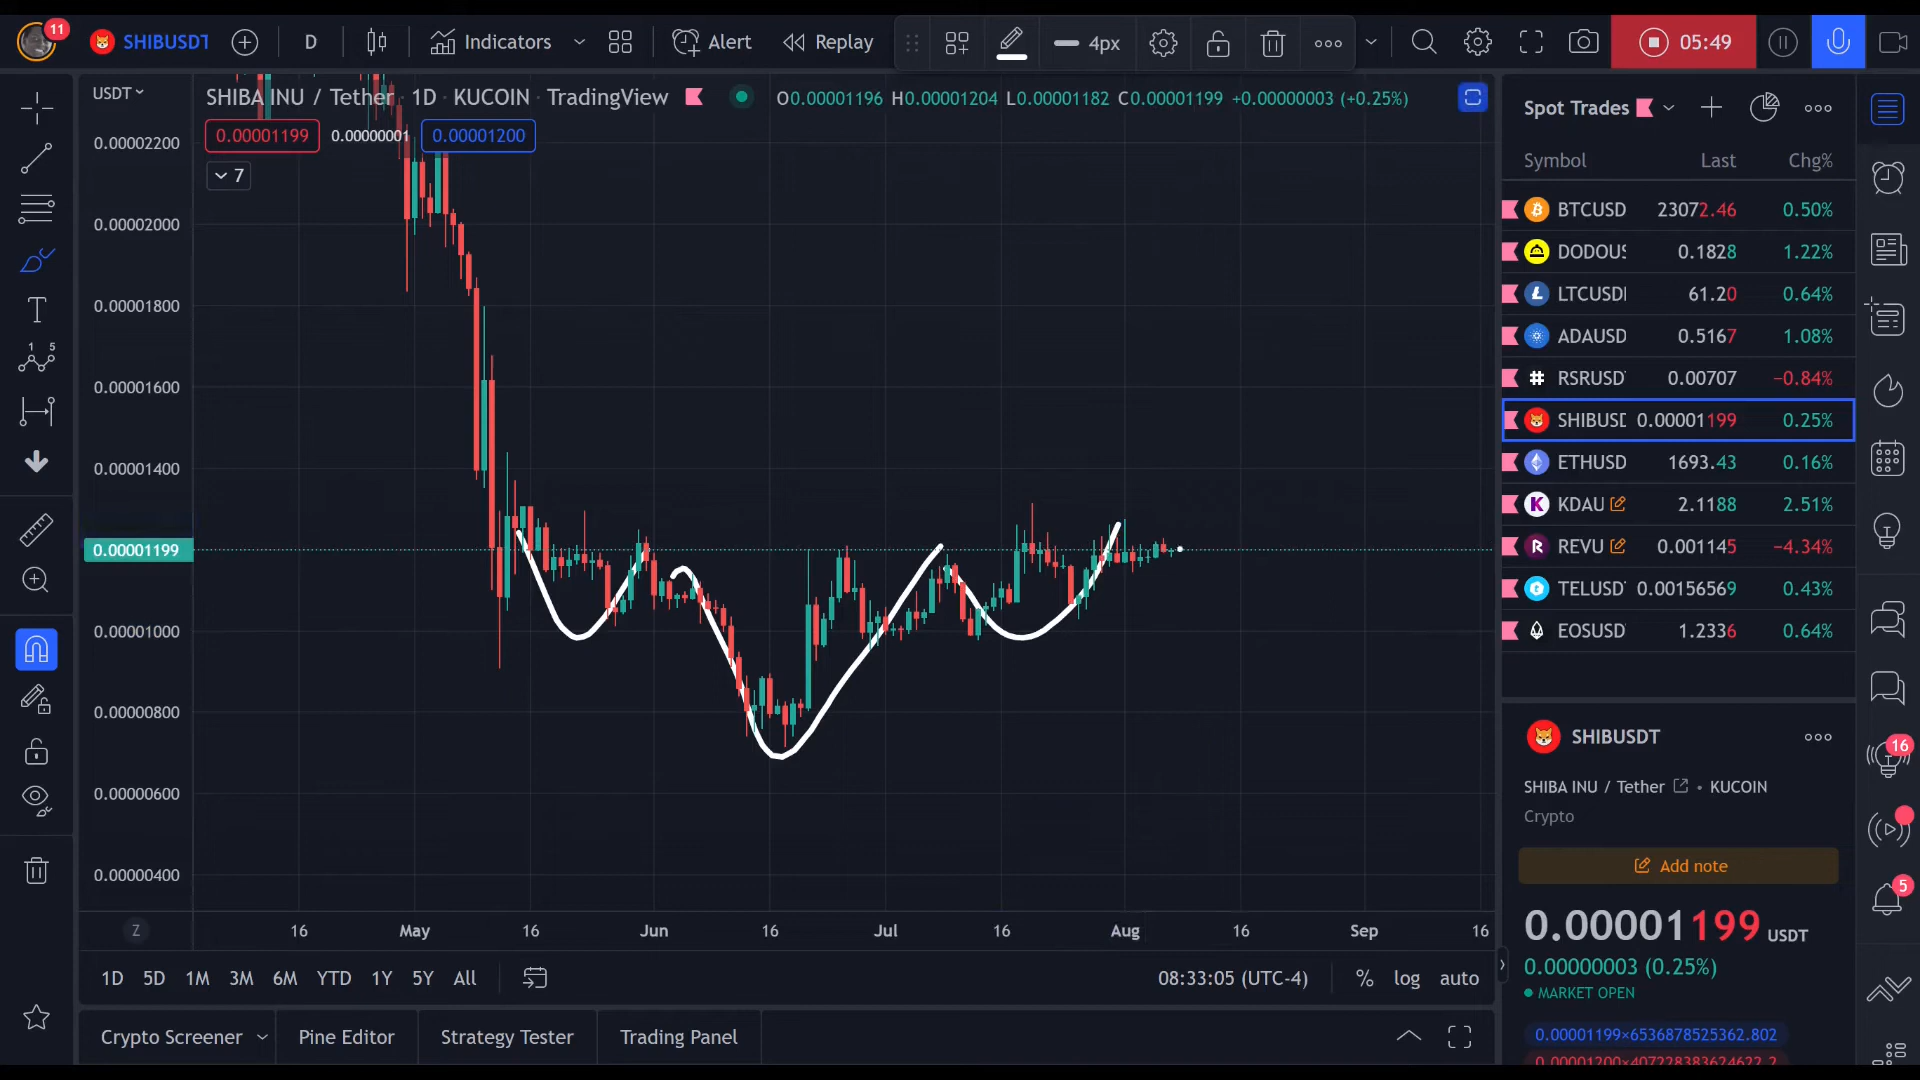 11
SHIBUSDT
D
Indicators
Alert
Replay
4px
05:49
USDT
SHIBA INU / Tether · 1D · KUCOIN · TradingView
O0.00001196 H0.00001204 L0.00001182 C0.00001199 +0.00000003 (+0.25%)
0.00001199
0.00000001
0.00001200
7
0.00002200
0.00002000
0.00001800
0.00001600
0.00001400
0.00001199
0.00001000
0.00000800
0.00000600
0.00000400
Z
16
May
16
Jun
16
Jul
16
Aug
16
Sep
16
1D 5D 1M 3M 6M YTD 1Y 5Y All
08:33:05 (UTC-4)
% log auto
Crypto Screener
Pine Editor
Strategy Tester
Trading Panel
Spot Trades
Symbol Last Chg%
BTCUSD 23072.46 0.50%
DODOUS 0.1828 1.22%
LTCUSD 61.20 0.64%
ADAUSD 0.5167 1.08%
RSRUSD 0.00707 −0.84%
SHIBUSD 0.00001199 0.25%
ETHUSD 1693.43 0.16%
KDAU 2.1188 2.51%
REVU 0.001145 −4.34%
TELUSD 0.00156569 0.43%
EOSUSD 1.2336 0.64%
SHIBUSDT
SHIBA INU / Tether • KUCOIN
Crypto
Add note
0.00001199 USDT
0.00000003 (0.25%)
MARKET OPEN
0.00001199×6536878525362.802
0.00001200×407228383624622.2
1 5
16
5